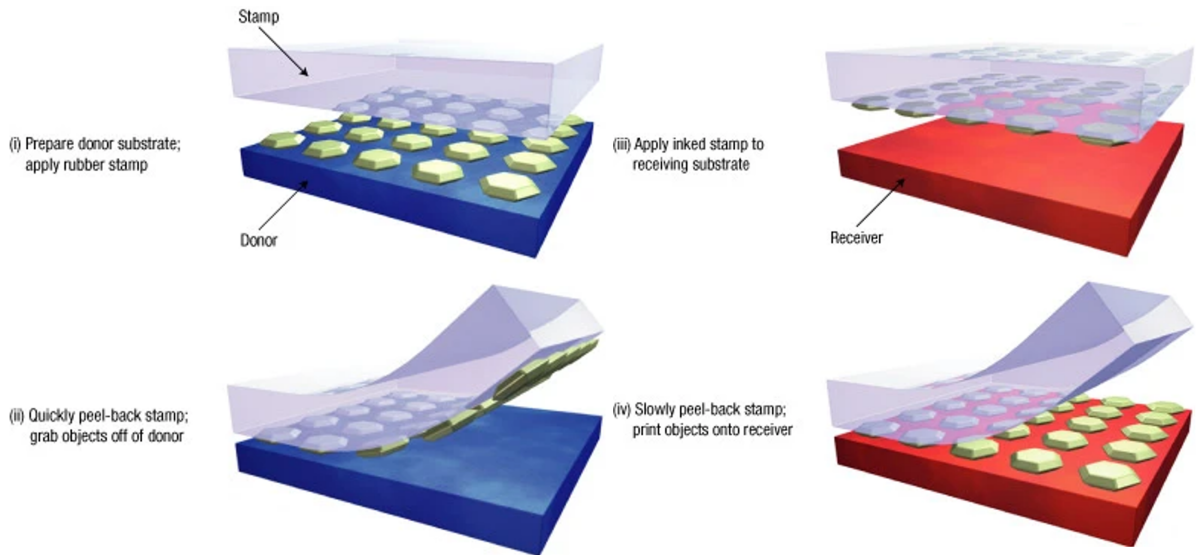 Stamp
(i) Prepare donor substrate;
apply rubber stamp
Donor
(ii) Quickly peel-back stamp;
grab objects off of donor
(iii) Apply inked stamp to
receiving substrate
Receiver
(iv) Slowly peel-back stamp;
print objects onto receiver